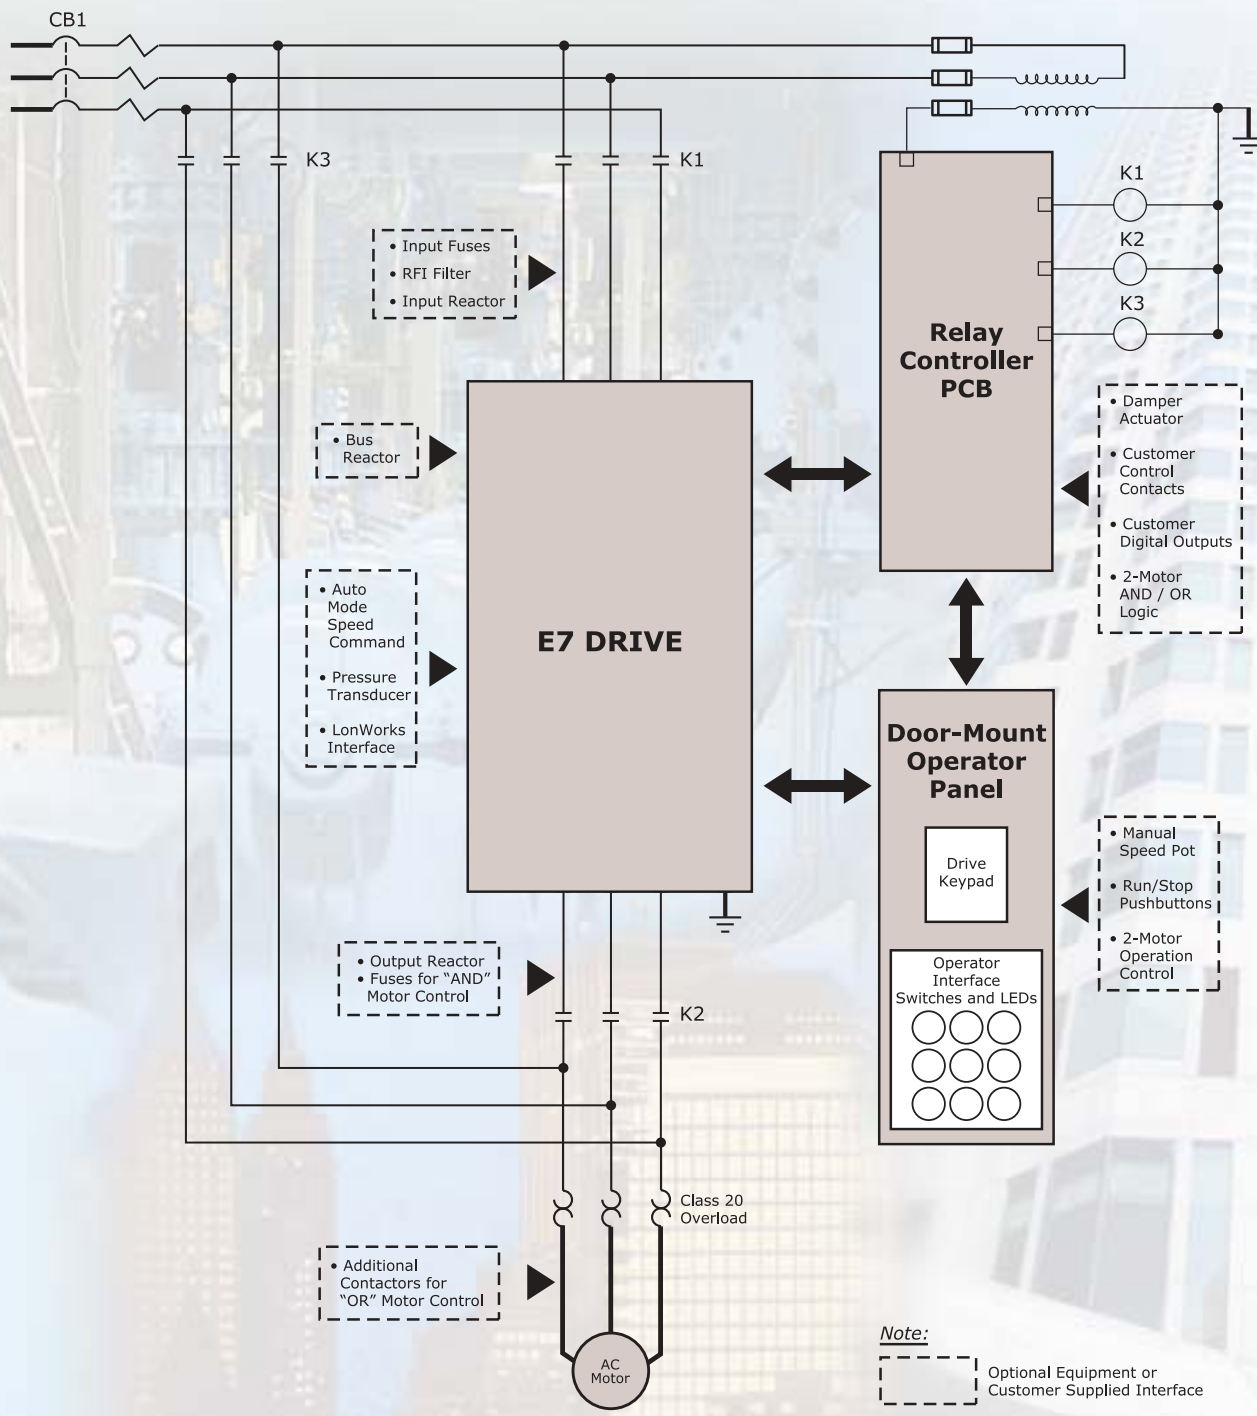 CB1
K3
K1
• Input Fuses
• RFI Filter
• Input Reactor
K1
K2
K3
Relay
Controller
PCB
• Bus
Reactor
• Damper
Actuator
• Customer
Control
Contacts
• Customer
Digital Outputs
• 2-Motor
AND / OR
Logic
• Auto
Mode
Speed
Command
• Pressure
Transducer
• LonWorks
Interface
E7 DRIVE
Door-Mount
Operator
Panel
Drive
Keypad
• Manual
Speed Pot
• Run/Stop
Pushbuttons
• 2-Motor
Operation
Control
Operator
Interface
Switches and LEDs
• Output Reactor
• Fuses for “AND”
Motor Control
K2
Class 20
Overload
• Additional
Contactors for
“OR” Motor Control
AC
Motor
Note:
Optional Equipment or
Customer Supplied Interface